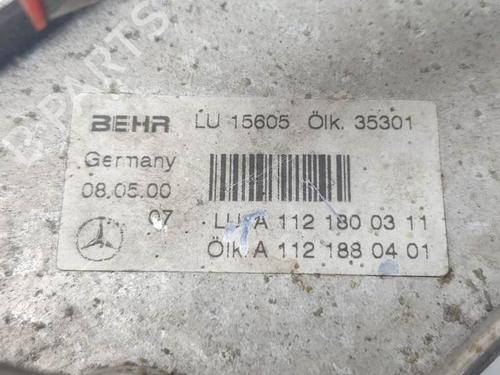 BEHR LU 15605 Ölk. 35301
Germany
08.05.00
07 LU A 112 180 03 11
Ölk A 112 188 04 01